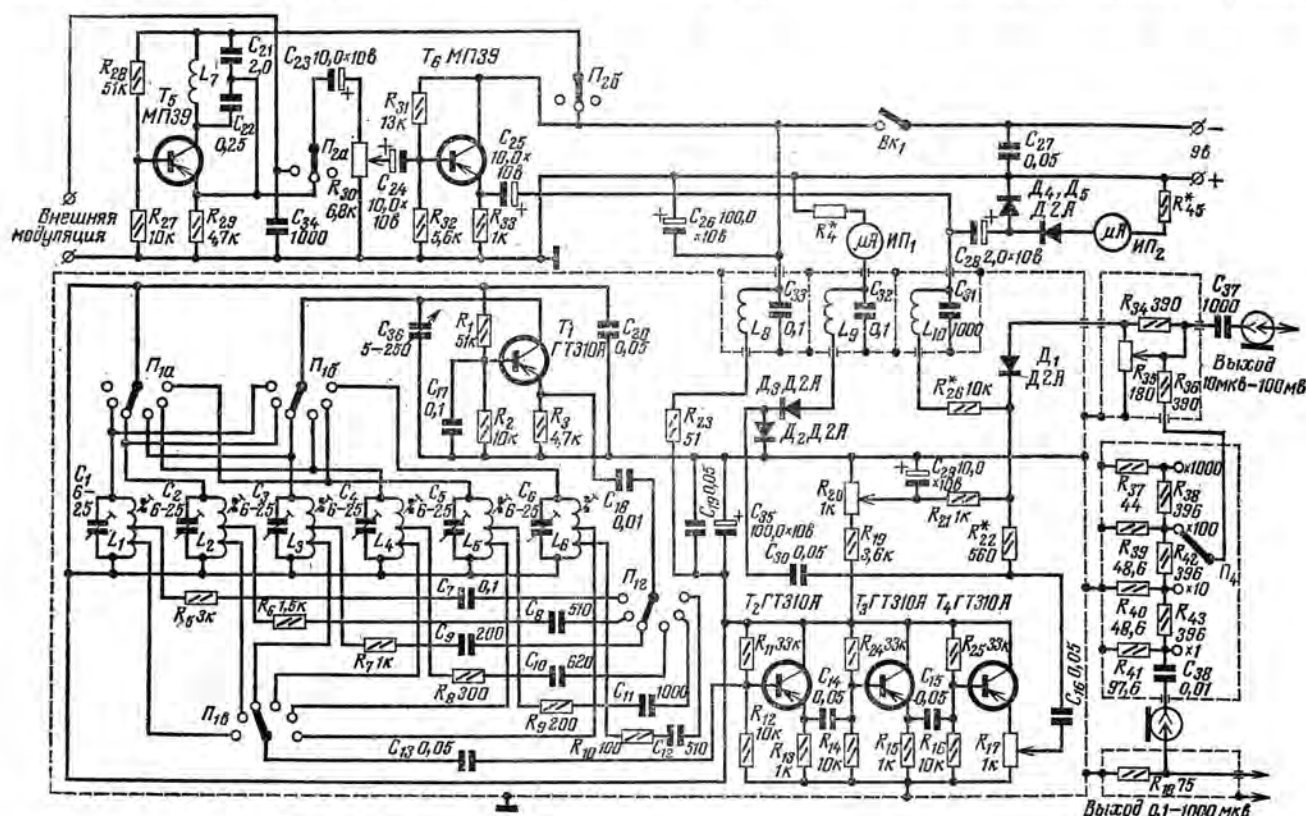 C21
2,0
C23 10,0×10в
T6 МП39
П2б
R28
51к
L7
T5
МП39
C22
0,25
П2а
R30
6,8к
+
C24
10,0×
10в
R31
13к
C25
10,0×
10в
+
Вк1
C27
0,05
−
9в
+
R27
10к
R29
4,7к
C34
1000
R32
5,6к
R33
1к
C26 100,0
×10в
+
R*4
μА
ИП1
Д4, Д5
Д2А
R*45
C28 2,0×10в
+
μА
ИП2
Внешняя
модуляция
П1а
П1б
C36
5–260
R1
51к
T1
ГТ310А
C20
0,05
C33
0,1
L8
C32
0,1
L9
C31
1000
L10
R34 390
C37
1000
Выход
10мкв–100мв
R35
180
R36
390
Д1
Д2А
R*26 10к
C17
0,1
R2
10к
R3
4,7к
R23
51
Д3 Д2А
Д2 Д2А
C18
0,01
C19 0,05
C35
100,0×10в
+
R20
1к
C29 10,0
×10в
+
R21 1к
R*22
560
R19
3,6к
C30 0,05
C1
6–
25
L1
C2
6–25
L2
C3
6–25
L3
C4
6–25
L4
C5
6–25
L5
C6
6–25
L6
×1000
R37
44
R38
396
×100
R39
48,6
R42
396
П4
×10
R40
48,6
R43
396
×1
R41
97,6
C38
0,01
R5 3к
C7 0,1
R6 1,5к
C8 510
R7 1к
C9 200
R8 300
C10 620
R9 200
C11 1000
R10 100
C12 510
П1г
П1в
C13 0,05
T2 ГТ310А
T3 ГТ310А
T4 ГТ310А
R11 33к
R24 33к
R25 33к
C14
0,05
C15
0,05
R12
10к
R13
1к
R14
10к
R15
1к
R16
10к
R17
1к
C16 0,05
R18 75
Выход 0,1–1000 мкв